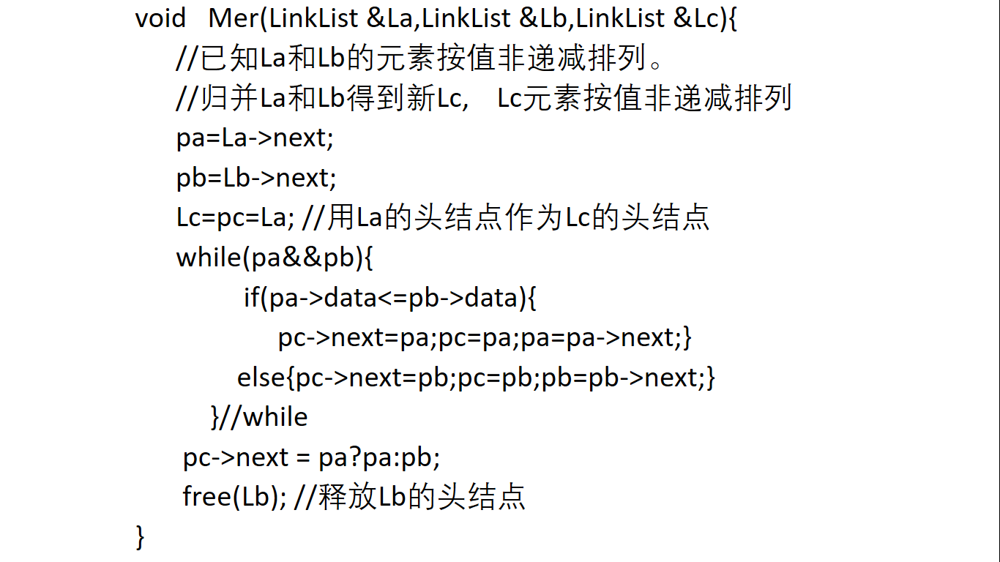 void Mer(LinkList &La,LinkList &Lb,LinkList &Lc){
//已知La和Lb的元素按值非递减排列。
//归并La和Lb得到新Lc, Lc元素按值非递减排列
pa=La->next;
pb=Lb->next;
Lc=pc=La; //用La的头结点作为Lc的头结点
while(pa&&pb){
if(pa->data<=pb->data){
pc->next=pa;pc=pa;pa=pa->next;}
else{pc->next=pb;pc=pb;pb=pb->next;}
}//while
pc->next = pa?pa:pb;
free(Lb); //释放Lb的头结点
}